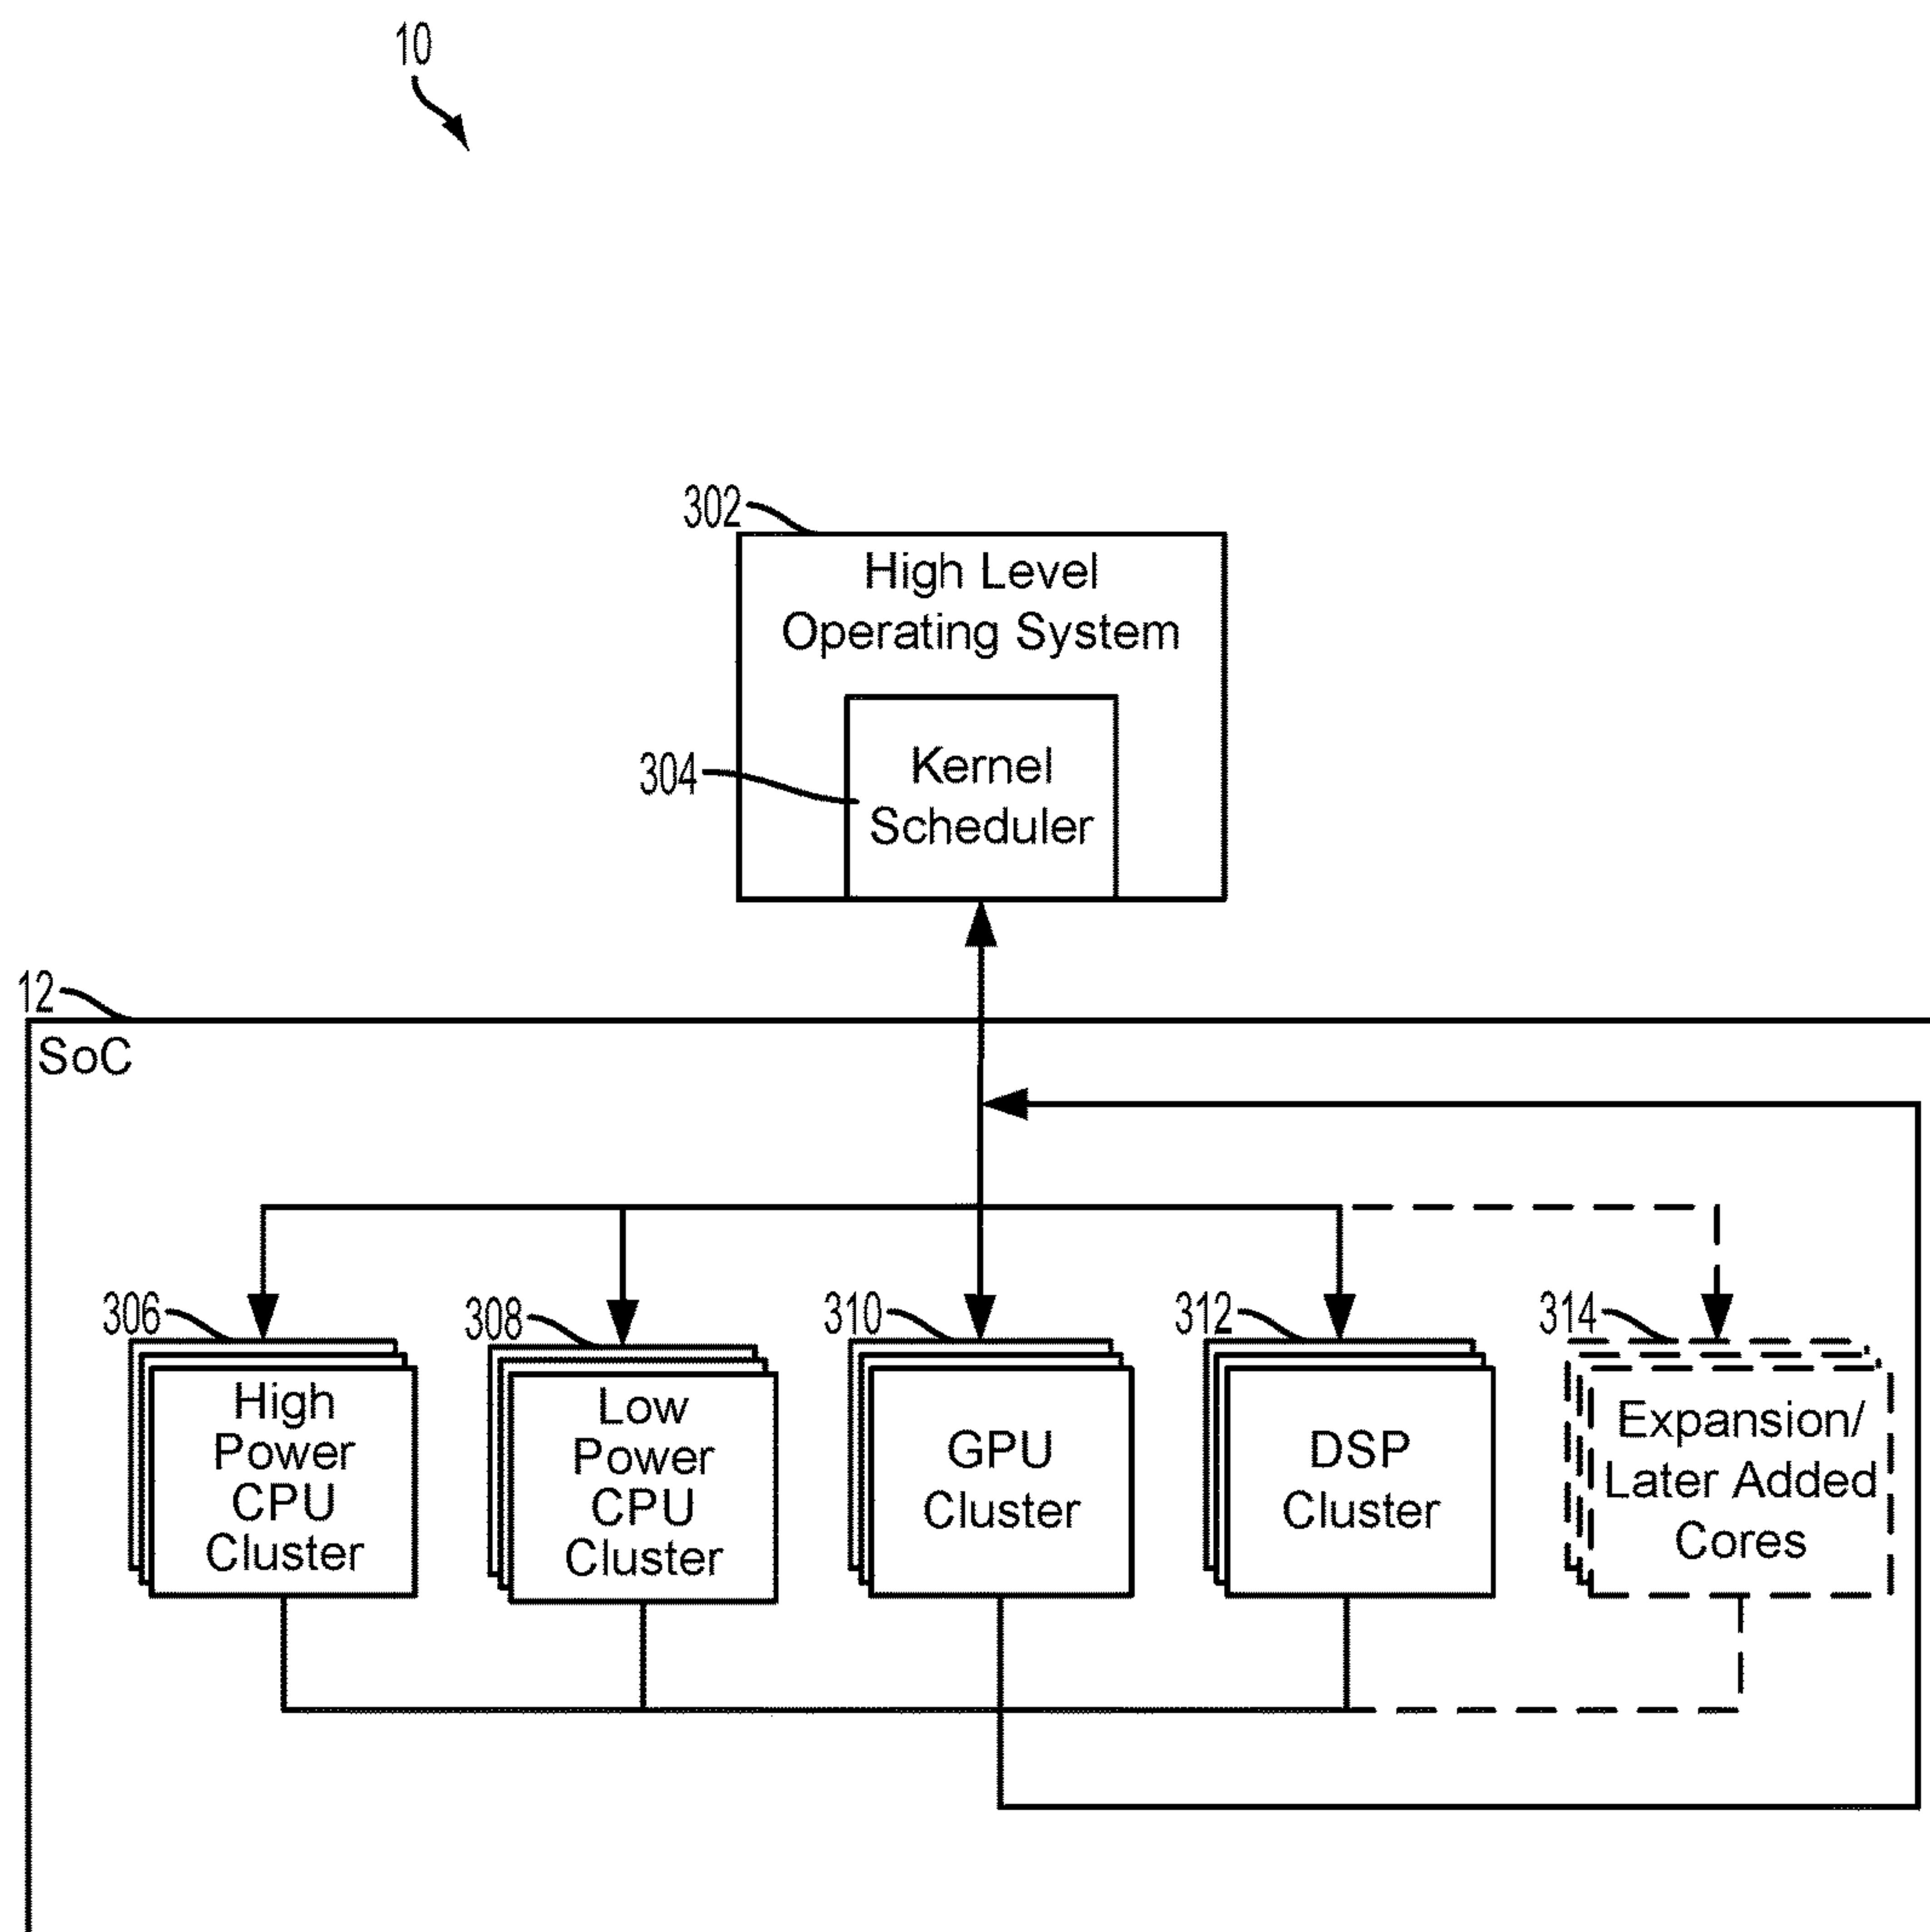 10
302
High Level
Operating System
304
Kernel
Scheduler
12
SoC
306
308
310
312
314
High
Power
CPU
Cluster
Low
Power
CPU
Cluster
GPU
Cluster
DSP
Cluster
Expansion/
Later Added
Cores